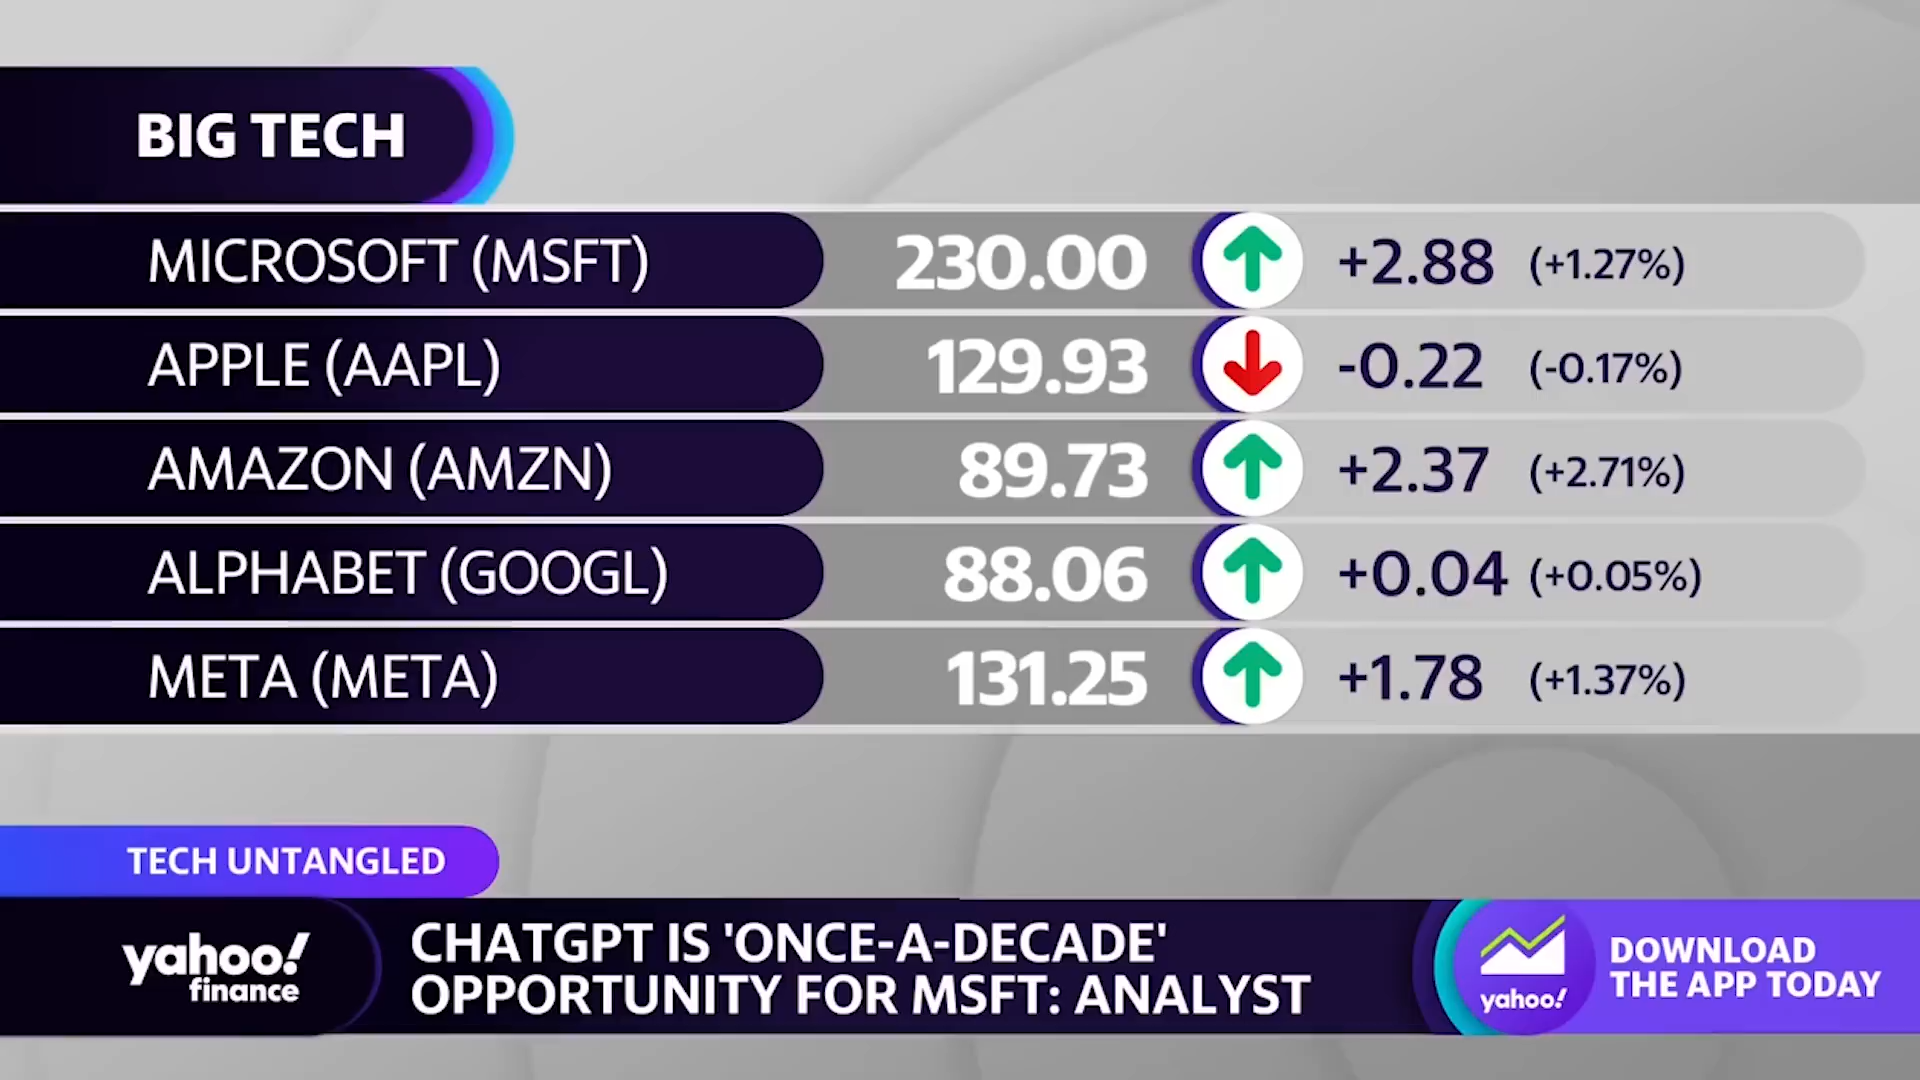 BIG TECH
MICROSOFT (MSFT) 230.00 +2.88 (+1.27%)
APPLE (AAPL) 129.93 -0.22 (-0.17%)
AMAZON (AMZN) 89.73 +2.37 (+2.71%)
ALPHABET (GOOGL) 88.06 +0.04 (+0.05%)
META (META) 131.25 +1.78 (+1.37%)
TECH UNTANGLED
yahoo!
finance
CHATGPT IS 'ONCE-A-DECADE'
OPPORTUNITY FOR MSFT: ANALYST
yahoo!
DOWNLOAD
THE APP TODAY